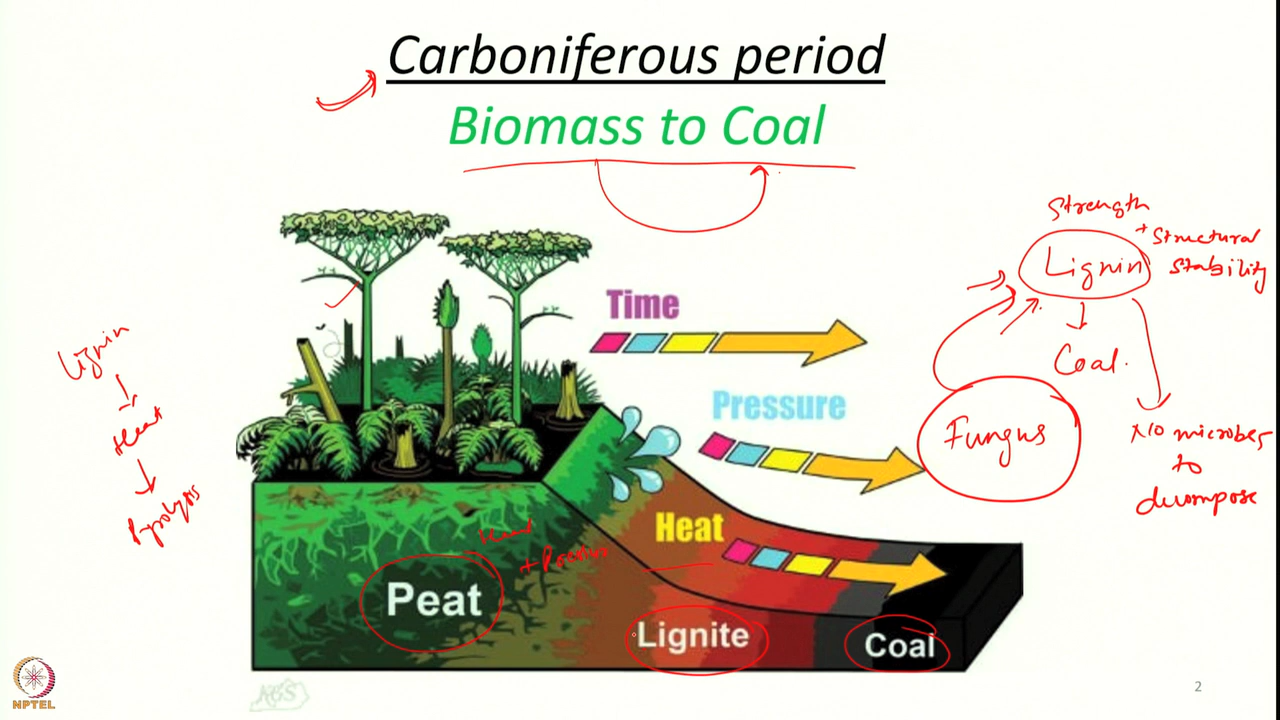 Carboniferous period
Biomass to Coal
Strength
+ Structural
stability
Lignin
Coal.
Fungus
No microbes
to
decompose
Time
Pressure
Heat
Lignin
Heat
Pyrolysis
Heat
+ Pressure
Peat
Lignite
Coal
KGS
NPTEL
2